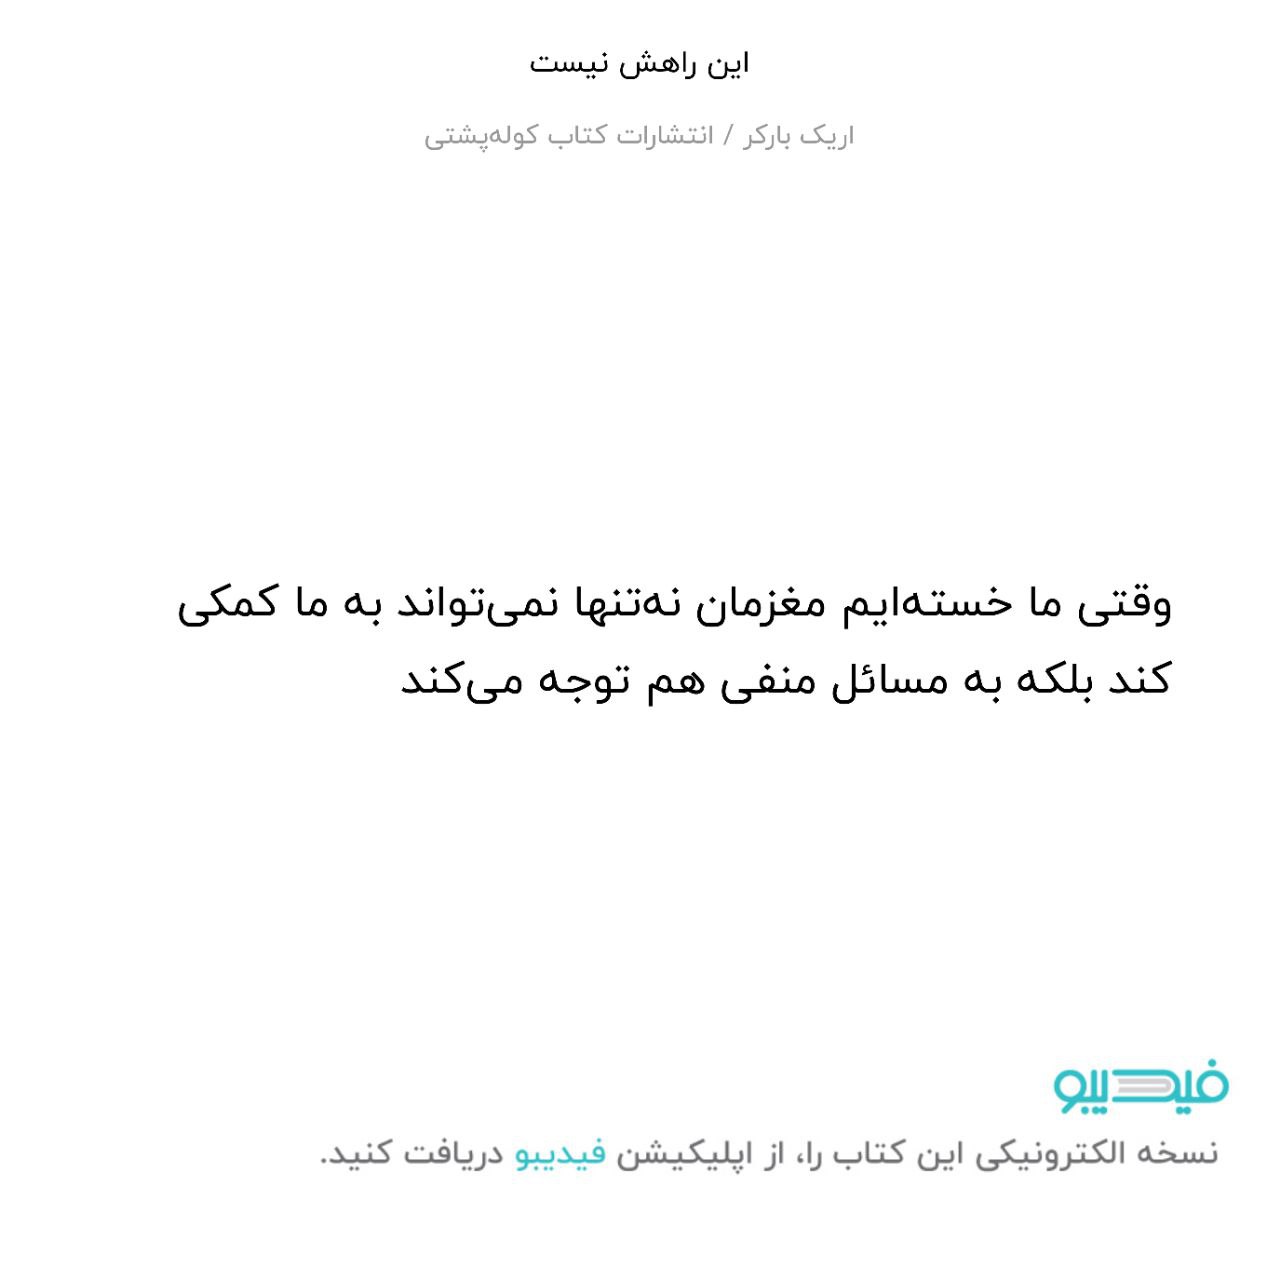 این راهش نیست
اریک بارکر / انتشارات کتاب کوله‌پشتی
وقتی ما خسته‌ایم مغزمان نه‌تنها نمی‌تواند به ما کمکی
کند بلکه به مسائل منفی هم توجه می‌کند
فیدیبو
نسخه الکترونیکی این کتاب را، از اپلیکیشن فیدیبو دریافت کنید.